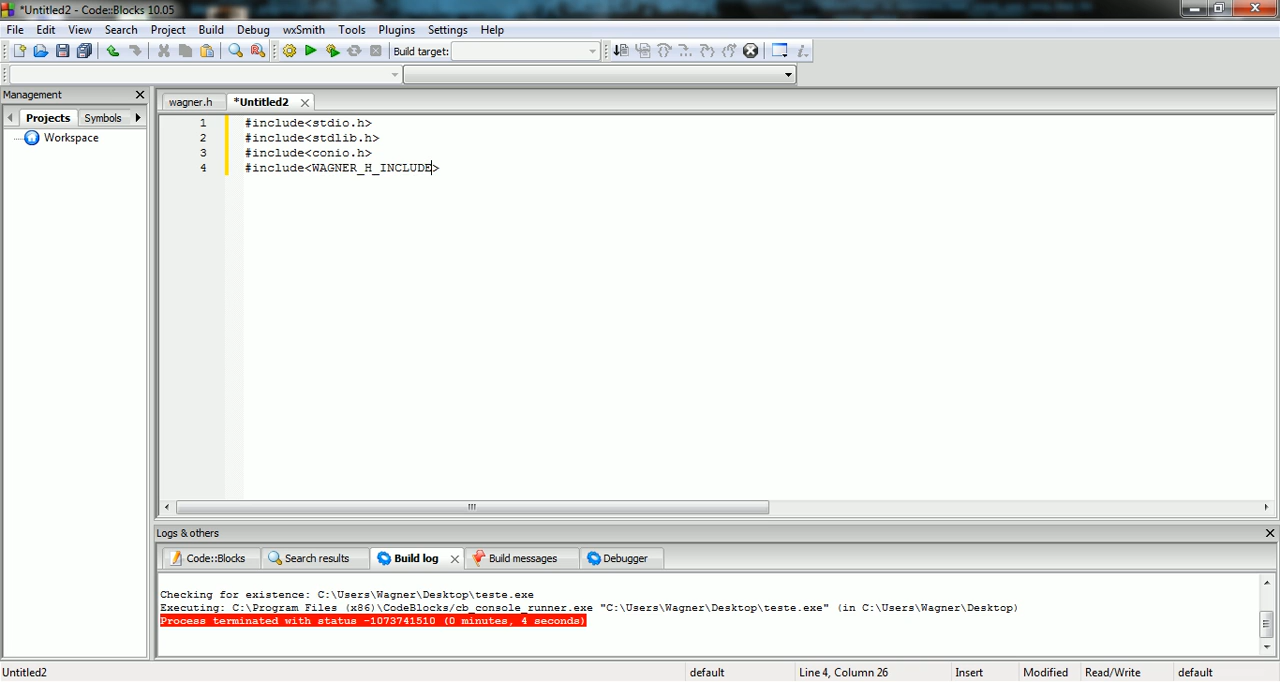 *Untitled2 - Code::Blocks 10.05
File Edit View Search Project Build Debug wxSmith Tools Plugins Settings Help
Build target:
Management
wagner.h *Untitled2
Projects Symbols
Workspace
1 #include<stdio.h>
2 #include<stdlib.h>
3 #include<conio.h>
4 #include<WAGNER_H_INCLUDE>
Logs & others
Code::Blocks Search results Build log Build messages Debugger
Checking for existence: C:\Users\Wagner\Desktop\teste.exe
Executing: C:\Program Files (x86)\CodeBlocks/cb_console_runner.exe "C:\Users\Wagner\Desktop\teste.exe" (in C:\Users\Wagner\Desktop)
Process terminated with status -1073741510 (0 minutes, 4 seconds)
Untitled2 default Line 4, Column 26 Insert Modified Read/Write default